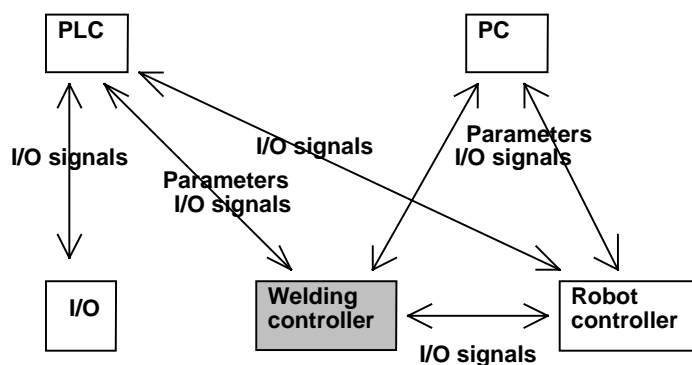 PLC
PC
I/O signals
I/O signals
Parameters
I/O signals
Parameters
I/O signals
I/O
Welding
controller
Robot
controller
I/O signals